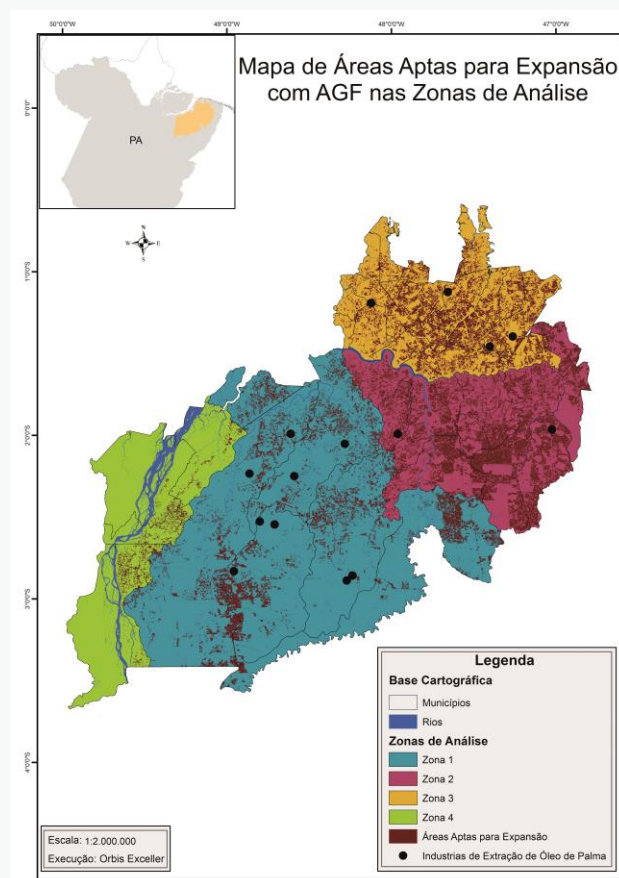 50°0'0"W
48°0'0"W
47°0'0"W
Mapa de Áreas Aptas para Expansão
com AGF nas Zonas de Análise
PA
0°0'0"
N
W E
S
1°0'0"S
2°0'0"S
3°0'0"S
4°0'0"S
Legenda
Base Cartográfica
Municípios
Rios
Zonas de Análise
Zona 1
Zona 2
Zona 3
Zona 4
Áreas Aptas para Expansão
Industrias de Extração de Óleo de Palma
Escala: 1:2.000.000
Execução: Orbis Exceller